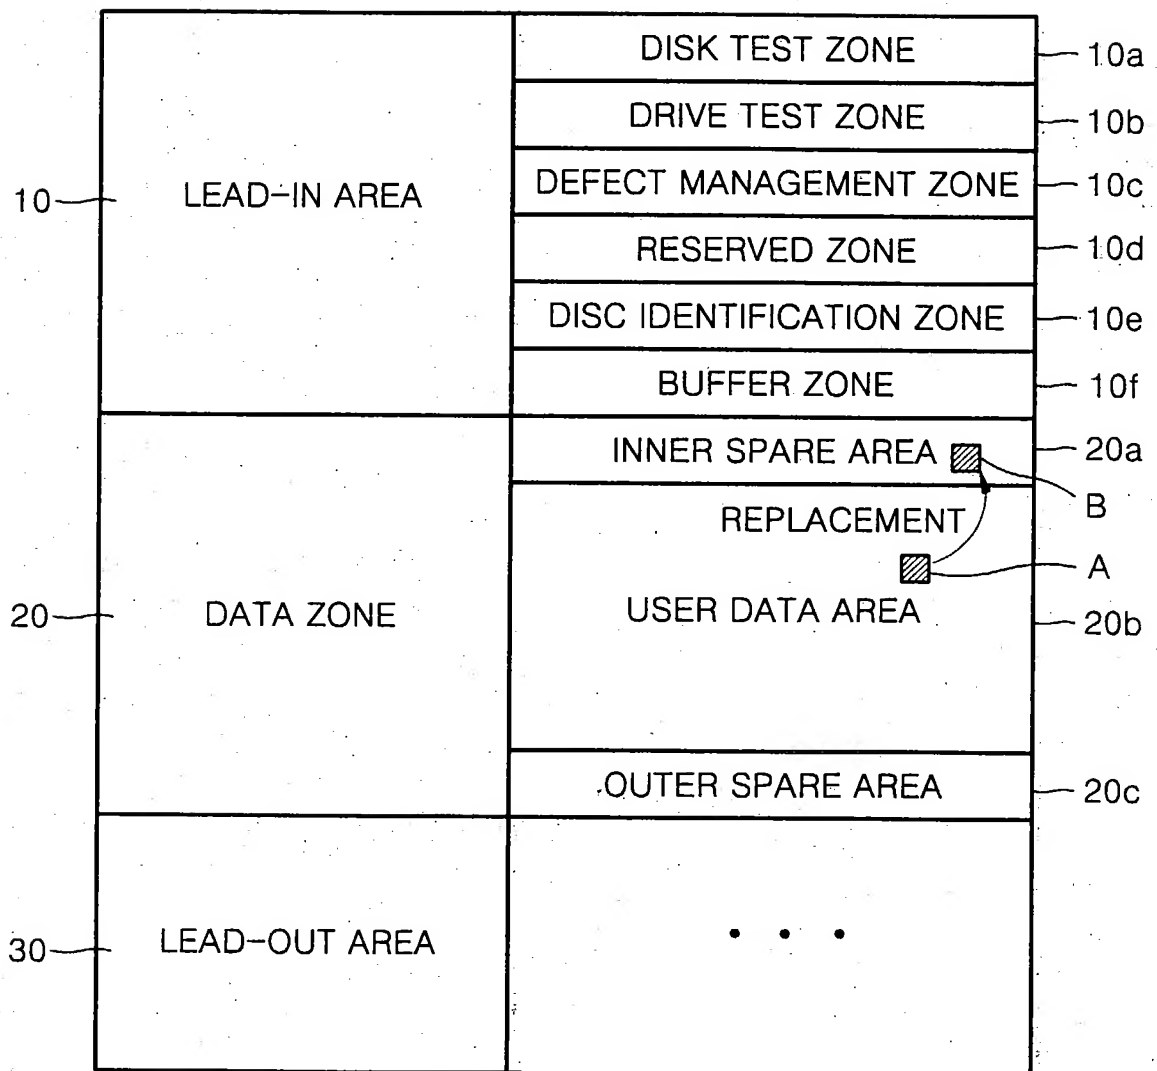 DISK TEST ZONE 10a
DRIVE TEST ZONE 10b
10 LEAD-IN AREA DEFECT MANAGEMENT ZONE 10c
RESERVED ZONE 10d
DISC IDENTIFICATION ZONE 10e
BUFFER ZONE 10f
INNER SPARE AREA 20a
B
REPLACEMENT
A
20 DATA ZONE USER DATA AREA 20b
OUTER SPARE AREA 20c
30 LEAD-OUT AREA • • •